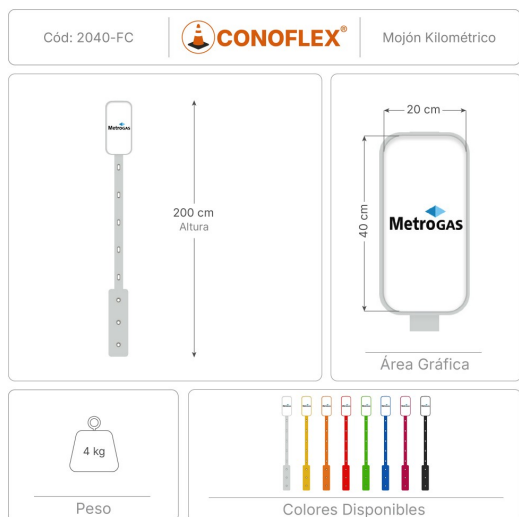 Cód: 2040-FC
CONOFLEX®
Mojón Kilométrico
MetroGAS
200 cm
Altura
20 cm
40 cm
MetroGAS
Área Gráfica
4 kg
Peso
Colores Disponibles